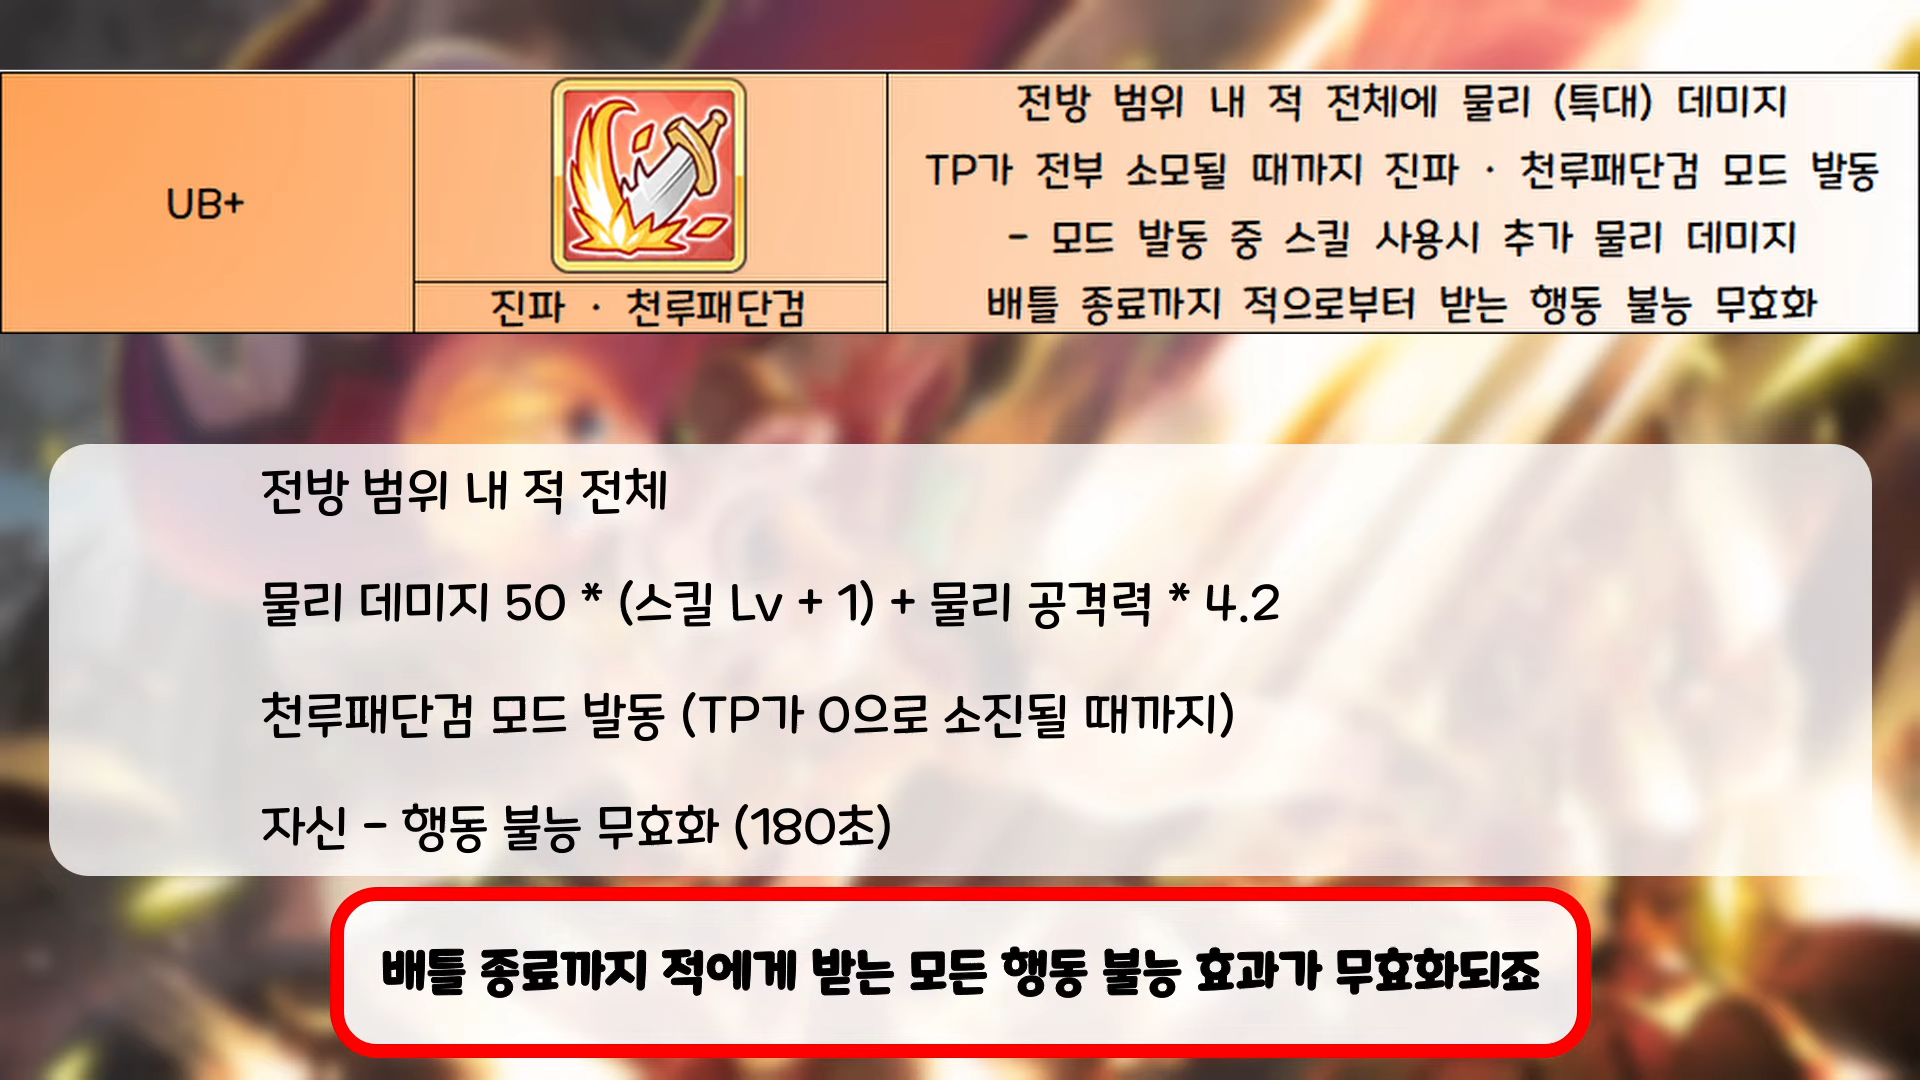 UB+
진파 · 천루패단검
전방 범위 내 적 전체에 물리 (특대) 데미지
TP가 전부 소모될 때까지 진파 · 천루패단검 모드 발동
- 모드 발동 중 스킬 사용시 추가 물리 데미지
배틀 종료까지 적으로부터 받는 행동 불능 무효화
전방 범위 내 적 전체
물리 데미지 50 * (스킬 Lv + 1) + 물리 공격력 * 4.2
천루패단검 모드 발동 (TP가 0으로 소진될 때까지)
자신 - 행동 불능 무효화 (180초)
배틀 종료까지 적에게 받는 모든 행동 불능 효과가 무효화되죠